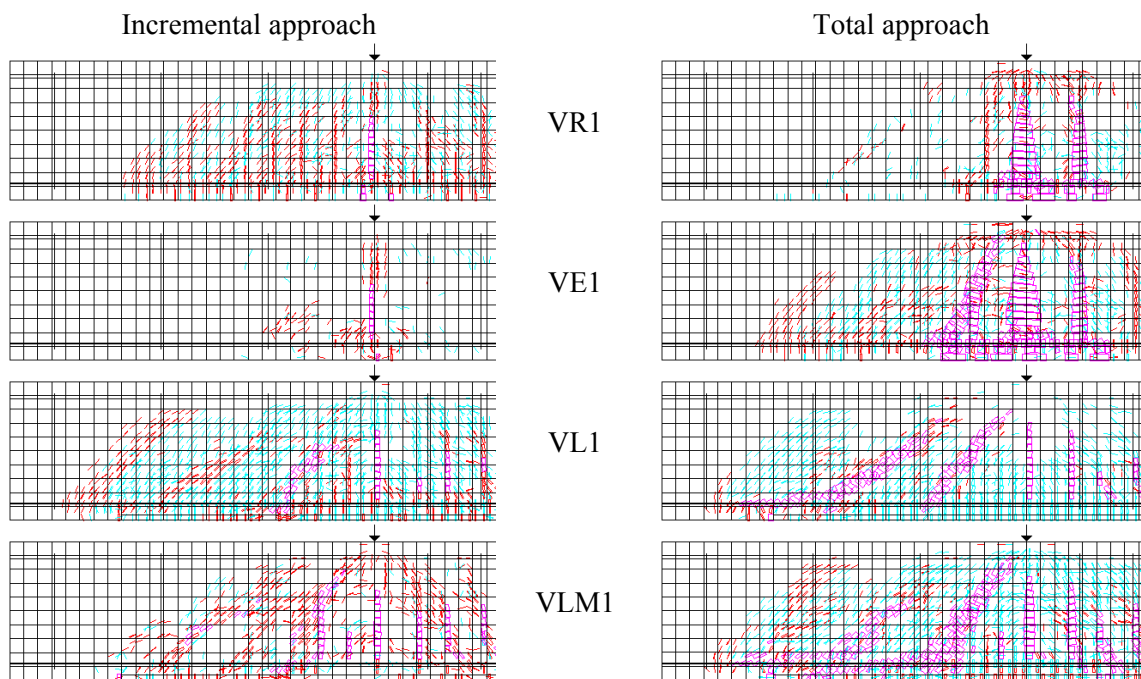 Incremental approach
Total approach
VR1
VE1
VL1
VLM1